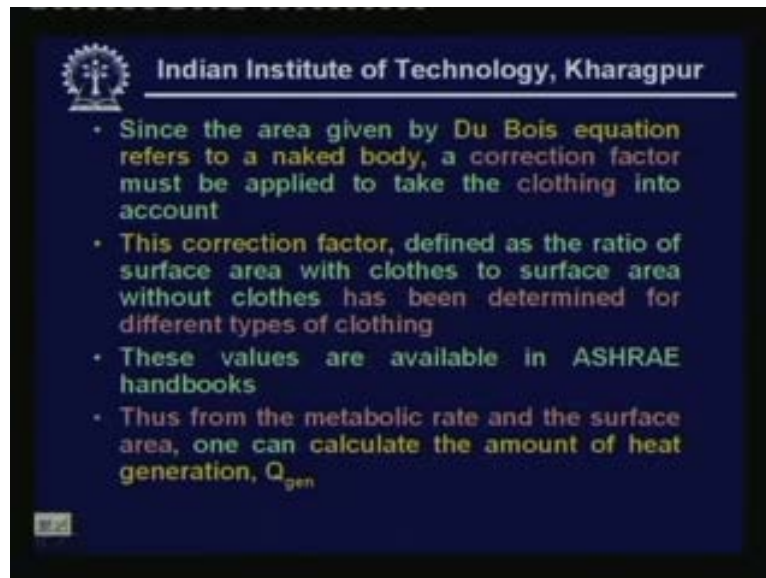 Indian Institute of Technology, Kharagpur
• Since the area given by Du Bois equation
refers to a naked body, a correction factor
must be applied to take the clothing into
account
• This correction factor, defined as the ratio of
surface area with clothes to surface area
without clothes has been determined for
different types of clothing
• These values are available in ASHRAE
handbooks
• Thus from the metabolic rate and the surface
area, one can calculate the amount of heat
generation, Qgen